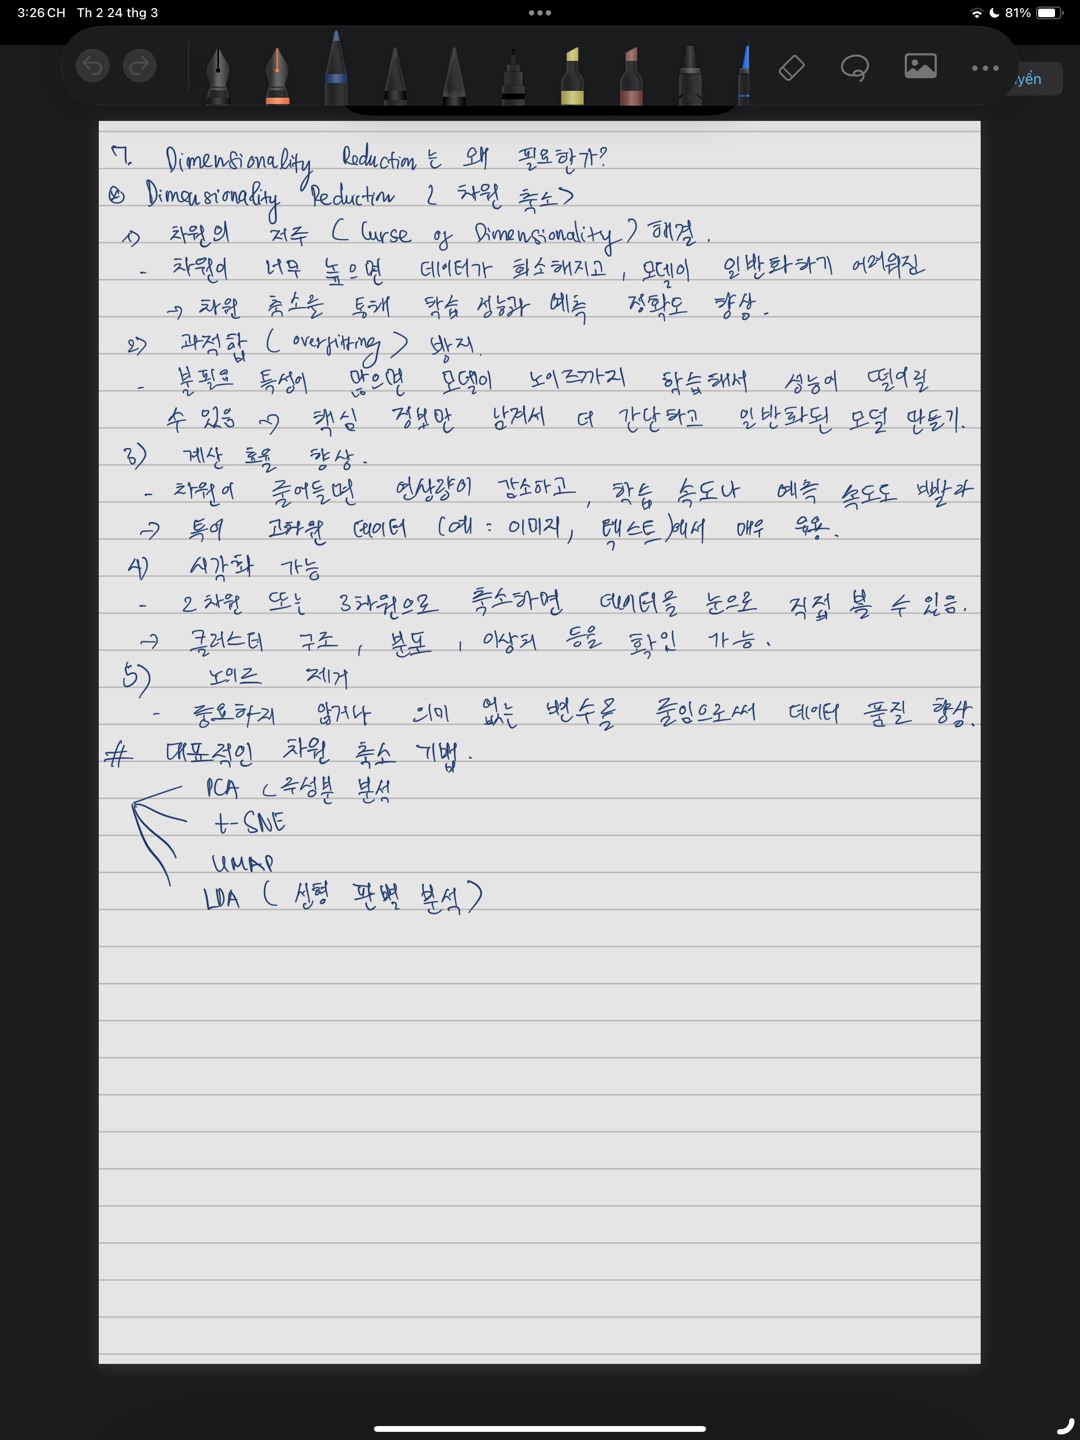 3:26 CH Th 2 24 thg 3
81%
yển
7. Dimensionality Reduction는 왜 필요한가?
⊗ Dimensionality Reduction < 차원 축소>
1) 차원의 저주 ( Curse of Dimensionality ) 해결.
- 차원이 너무 높으면 데이터가 희소해지고, 모델이 일반화하기 어려워짐
→ 차원 축소를 통해 학습 성능과 예측 정확도 향상.
2) 과적합 ( overfitting ) 방지.
- 불필요 특성이 많으면 모델이 노이즈까지 학습해서 성능이 떨어질
수 있음 → 핵심 정보만 남겨서 더 간단하고 일반화된 모델 만들기.
3) 계산 효율 향상.
- 차원이 줄어들면 연상량이 감소하고, 학습 속도나 예측 속도도 빨라
→ 특히 고차원 데이터 (예 : 이미지, 텍스트)에서 매우 유용.
4) 시각화 가능
- 2차원 또는 3차원으로 축소하면 데이터를 눈으로 직접 볼 수 있음.
→ 클러스터 구조, 분포, 이상치 등을 확인 가능.
5) 노이즈 제거
- 중요하지 않거나 의미 없는 변수를 줄임으로써 데이터 품질 향상.
# 대표적인 차원 축소 기법.
PCA ( 주성분 분석
t-SNE
UMAP
LDA ( 선형 판별 분석 )